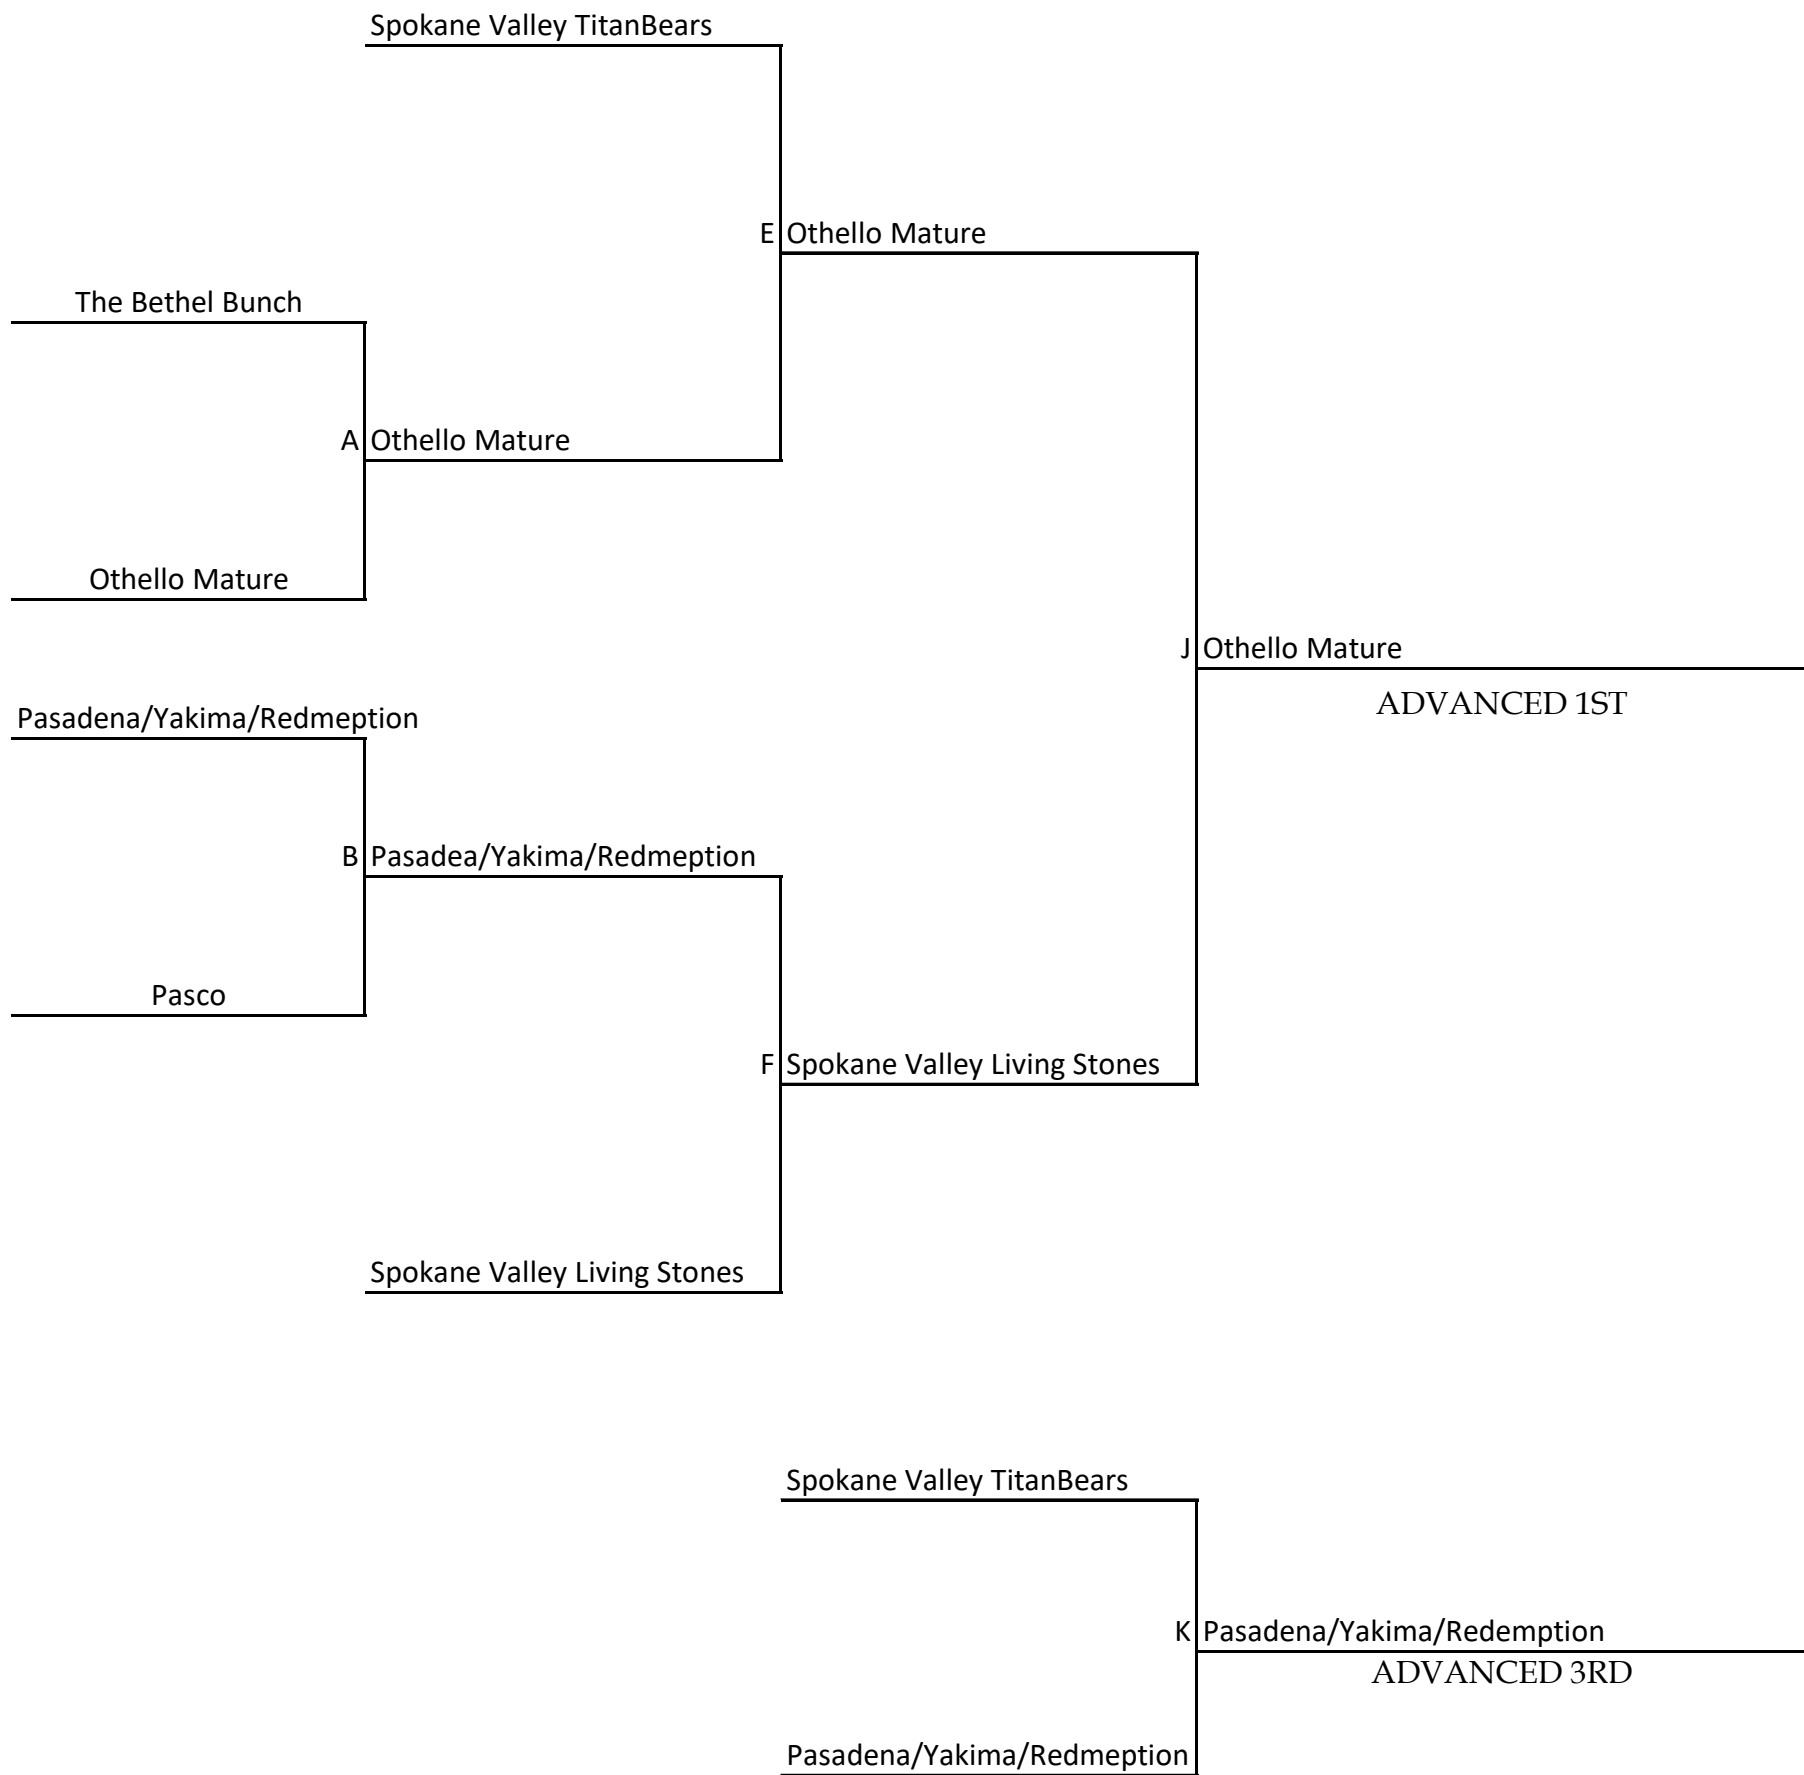 Spokane Valley TitanBears
E Othello Mature
The Bethel Bunch
A Othello Mature
Othello Mature
J Othello Mature
ADVANCED 1ST
Pasadena/Yakima/Redmeption
B Pasadea/Yakima/Redmeption
Pasco
F Spokane Valley Living Stones
Spokane Valley Living Stones
Spokane Valley TitanBears
K Pasadena/Yakima/Redemption
ADVANCED 3RD
Pasadena/Yakima/Redmeption